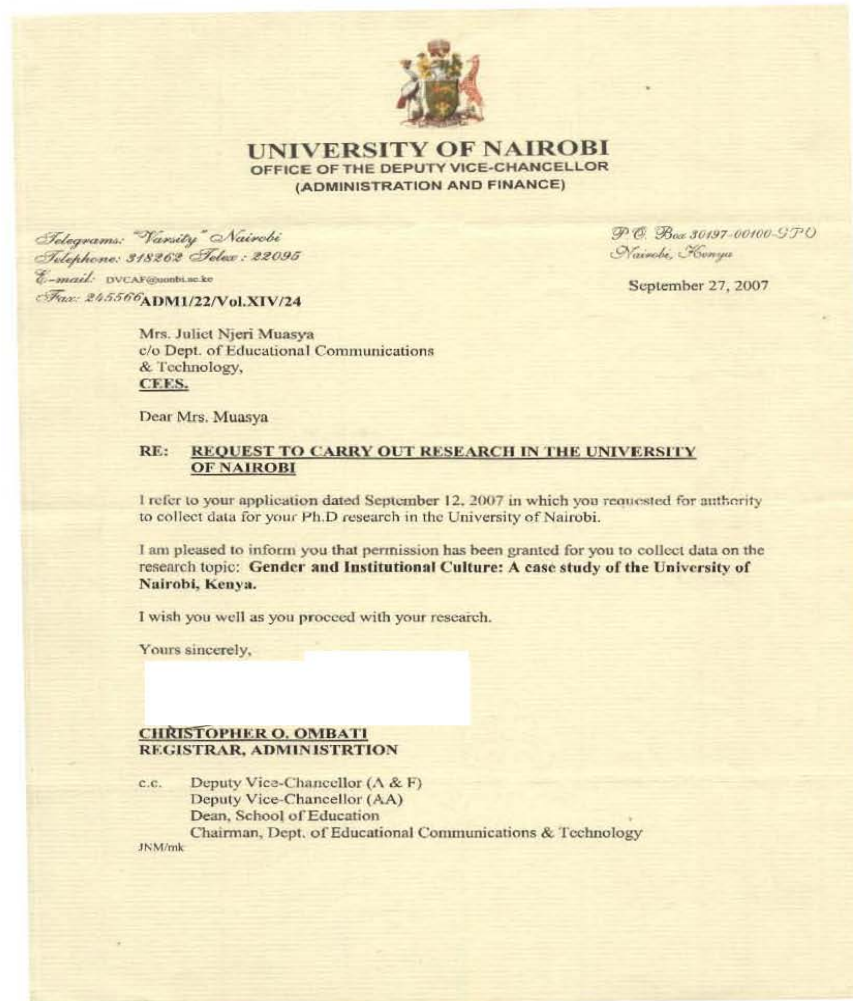 UNIVERSITY OF NAIROBI
OFFICE OF THE DEPUTY VICE-CHANCELLOR
(ADMINISTRATION AND FINANCE)
Telegrams: "Varsity" Nairobi
Telephone: 318262 Telex : 22095
E-mail: DVCAF@uonbi.ac.ke
Fax: 245566
P.O. Box 30197-00100-GPO
Nairobi, Kenya
September 27, 2007
ADM1/22/Vol.XIV/24
Mrs. Juliet Njeri Muasya
c/o Dept. of Educational Communications
& Technology,
CEES.
Dear Mrs. Muasya
RE: REQUEST TO CARRY OUT RESEARCH IN THE UNIVERSITY
OF NAIROBI
I refer to your application dated September 12, 2007 in which you requested for authority
to collect data for your Ph.D research in the University of Nairobi.
I am pleased to inform you that permission has been granted for you to collect data on the
research topic: Gender and Institutional Culture: A case study of the University of
Nairobi, Kenya.
I wish you well as you proceed with your research.
Yours sincerely,
CHRISTOPHER O. OMBATI
REGISTRAR, ADMINISTRTION
c.c. Deputy Vice-Chancellor (A & F)
Deputy Vice-Chancellor (AA)
Dean, School of Education
Chairman, Dept. of Educational Communications & Technology
JNM/mk